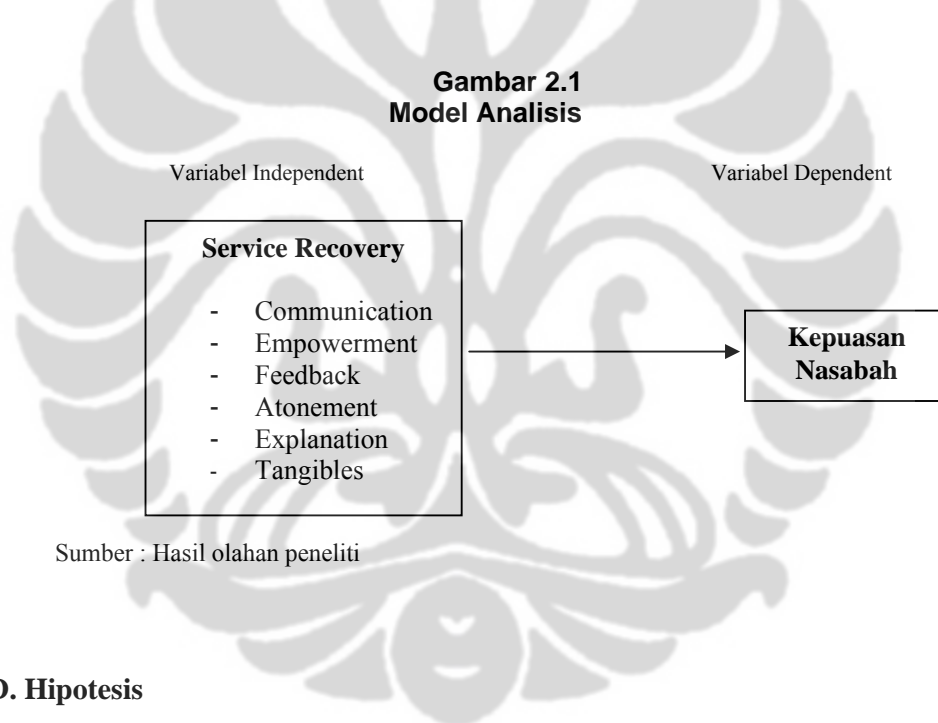 Gambar 2.1
Model Analisis
Variabel Independent
Variabel Dependent
Service Recovery
- Communication
- Empowerment
- Feedback
- Atonement
- Explanation
- Tangibles
Kepuasan
Nasabah
Sumber : Hasil olahan peneliti
D. Hipotesis